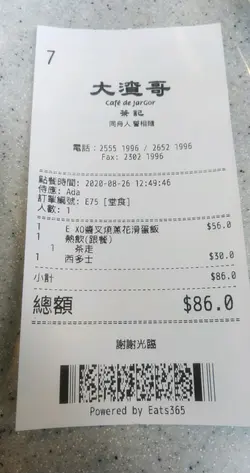 7
大渣哥
Café de JarGor
茶記
電話：2555 1996 / 2652 1996
Fax: 2302 1996
點餐時間: 2020-08-26 12:49:46
侍應: Ada
訂單編號: E75 [堂食]
人數: 1
1 E XO醬叉燒蔥花滑蛋飯 $56.0
1 熱飲(跟餐)
1 茶走
1 西多士 $30.0
小計 $86.0
總額 $86.0
謝謝光臨
Powered by Eats365